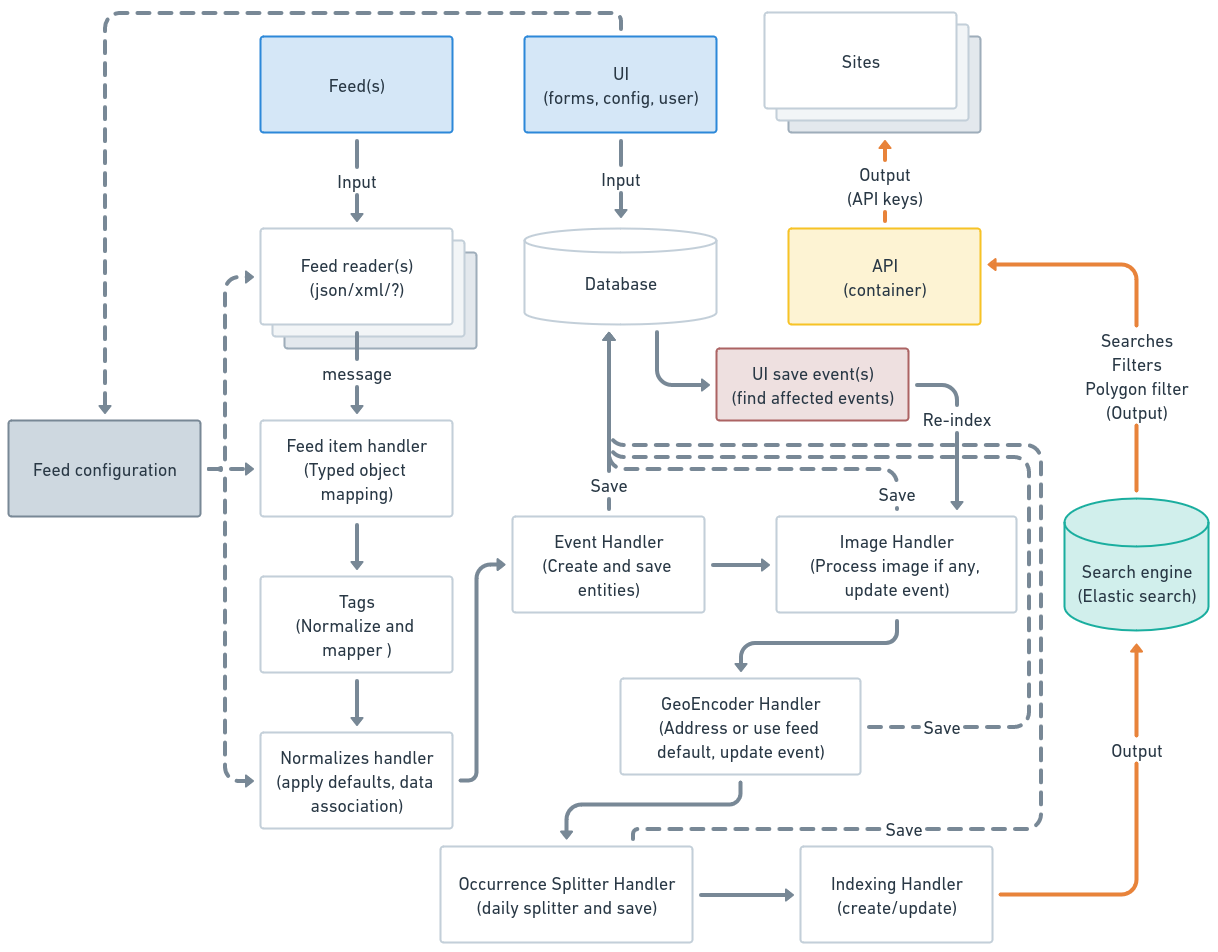 Feed(s)
UI
(forms, config, user)
Sites
Input
Input
Output
(API keys)
Feed reader(s)
(json/xml/?)
Database
API
(container)
message
UI save event(s)
(find affected events)
Searches
Filters
Polygon filter
(Output)
Re-index
Feed configuration
Feed item handler
(Typed object
mapping)
Save
Save
Event Handler
(Create and save
entities)
Image Handler
(Process image if any,
update event)
Search engine
(Elastic search)
Tags
(Normalize and
mapper )
GeoEncoder Handler
(Address or use feed
default, update event)
Save
Output
Normalizes handler
(apply defaults, data
association)
Save
Occurrence Splitter Handler
(daily splitter and save)
Indexing Handler
(create/update)